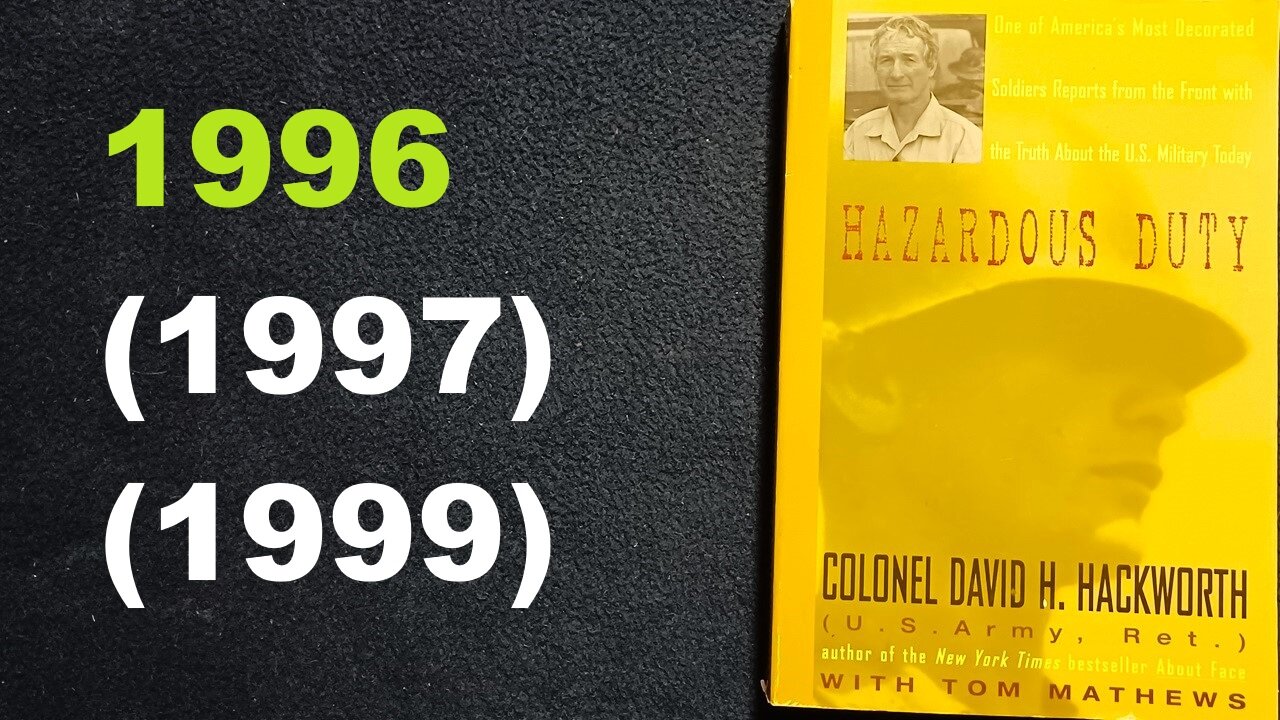 1996
(1997)
(1999)
One of America's Most Decorated
Soldiers Reports from the Front with
the Truth About the U.S. Military Today
HAZARDOUS DUTY
COLONEL DAVID H. HACKWORTH
(U.S. Army, Ret.)
author of the New York Times bestseller About Face
WITH TOM MATHEWS